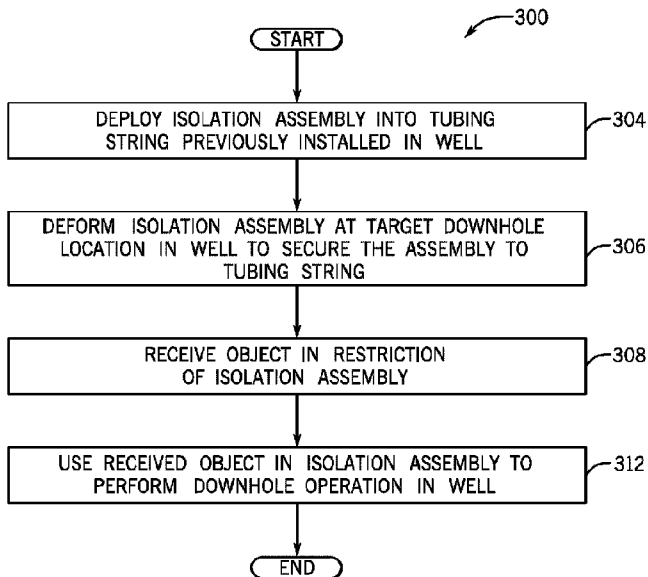 START
300
DEPLOY ISOLATION ASSEMBLY INTO TUBING
STRING PREVIOUSLY INSTALLED IN WELL
304
DEFORM ISOLATION ASSEMBLY AT TARGET DOWNHOLE
LOCATION IN WELL TO SECURE THE ASSEMBLY TO
TUBING STRING
306
RECEIVE OBJECT IN RESTRICTION
OF ISOLATION ASSEMBLY
308
USE RECEIVED OBJECT IN ISOLATION ASSEMBLY TO
PERFORM DOWNHOLE OPERATION IN WELL
312
END